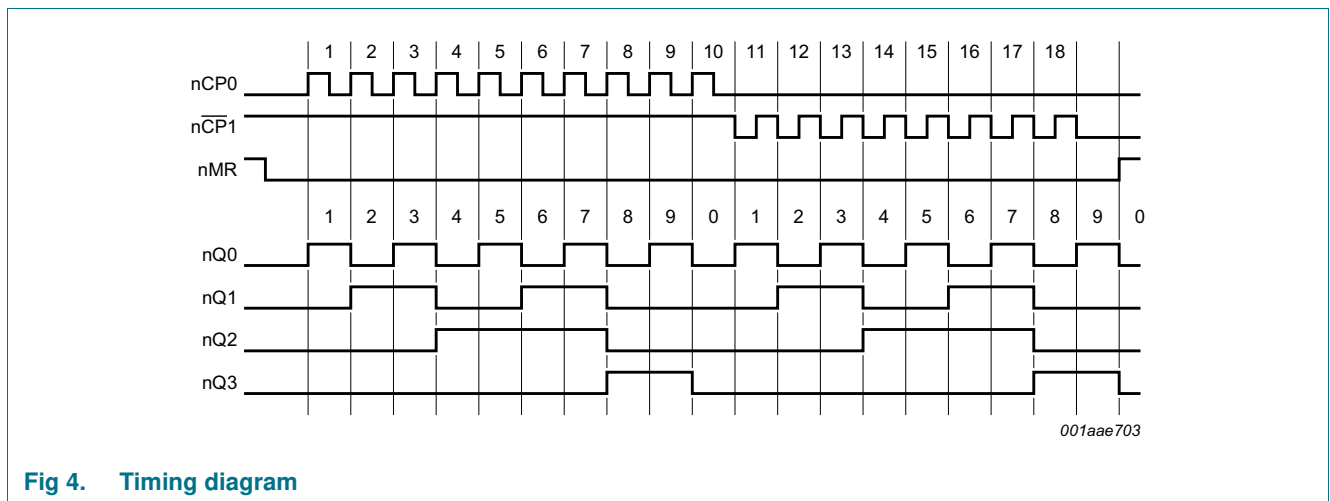 1 2 3 4 5 6 7 8 9 10 11 12 13 14 15 16 17 18
nCP0
nC̅P̅1
nMR
1 2 3 4 5 6 7 8 9 0 1 2 3 4 5 6 7 8 9 0
nQ0
nQ1
nQ2
nQ3
001aae703
Fig 4. Timing diagram